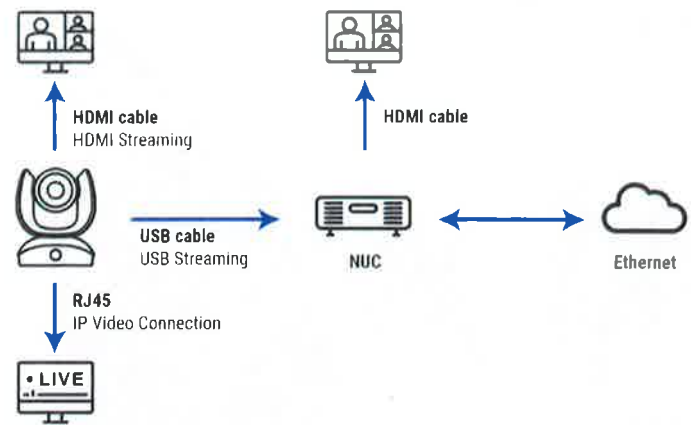 HDMI cable
HDMI Streaming
HDMI cable
USB cable
USB Streaming
NUC
Ethernet
RJ45
IP Video Connection
• LIVE